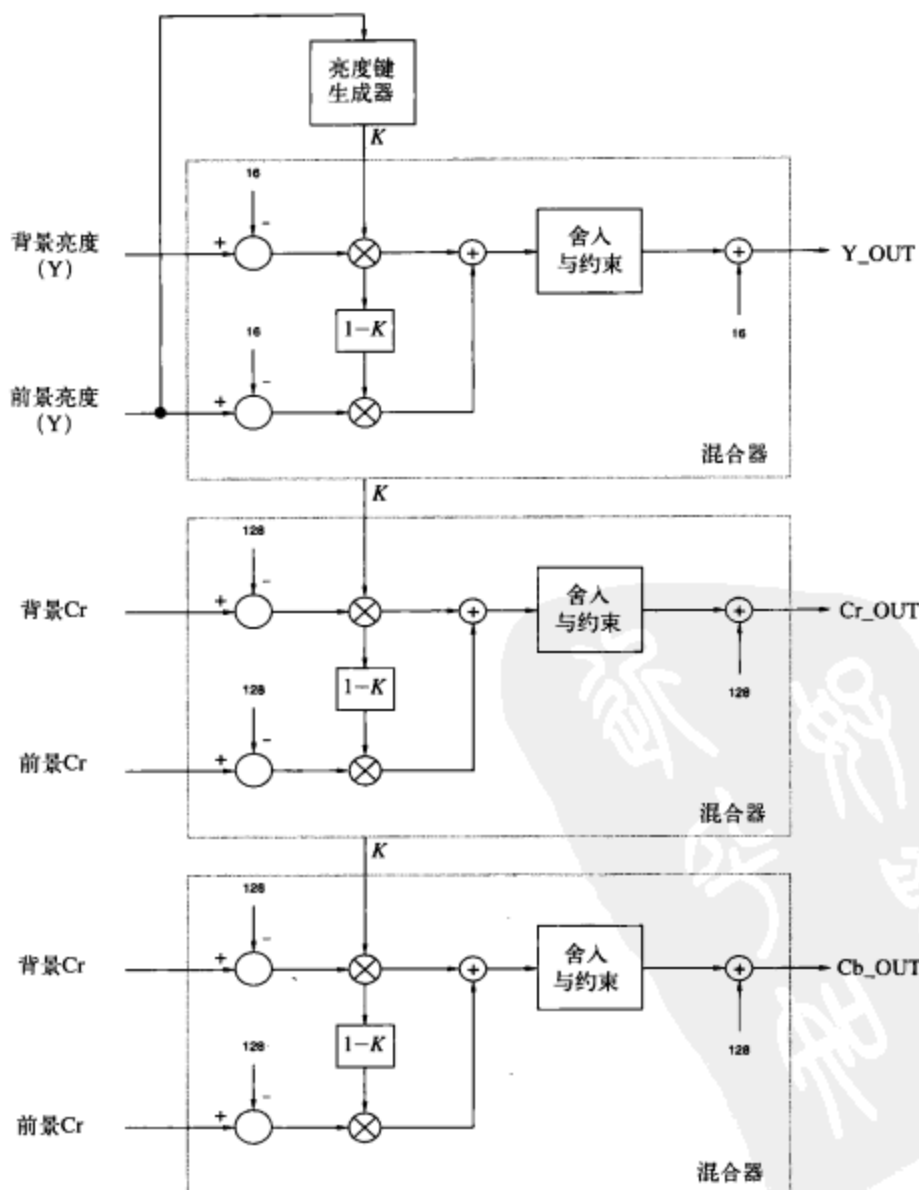 亮度键
生成器
K
16
-
背景亮度
(Y)
+
舍入
与约束
+
Y_OUT
16
1-K
16
-
前景亮度
(Y)
+
混合器
K
128
-
背景Cr
+
+
舍入
与约束
+
Cr_OUT
128
1-K
128
-
前景Cr
+
混合器
K
128
-
背景Cr
+
+
舍入
与约束
+
Cb_OUT
128
1-K
128
-
前景Cr
+
混合器